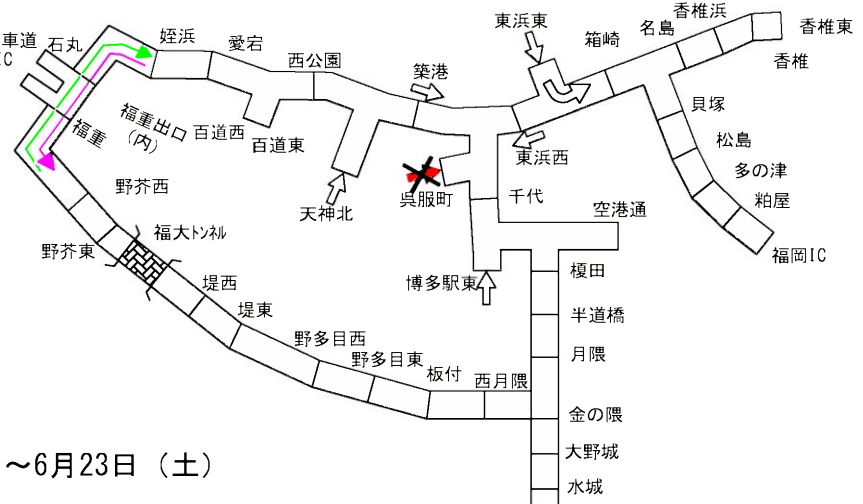 香椎浜
東浜東
名島
香椎東
箱崎
車道
石丸
姪浜
愛宕
西公園
築港
香椎
IC
貝塚
福重
福重出口
(内)
百道西
百道東
東浜西
松島
多の津
野芥西
呉服町
千代
粕屋
天神北
空港通
福岡IC
福大トンネル
野芥東
博多駅東
榎田
堤西
堤東
半道橋
野多目西
野多目東
月隈
板付
西月隈
金の隈
大野城
～6月23日（土）
水城